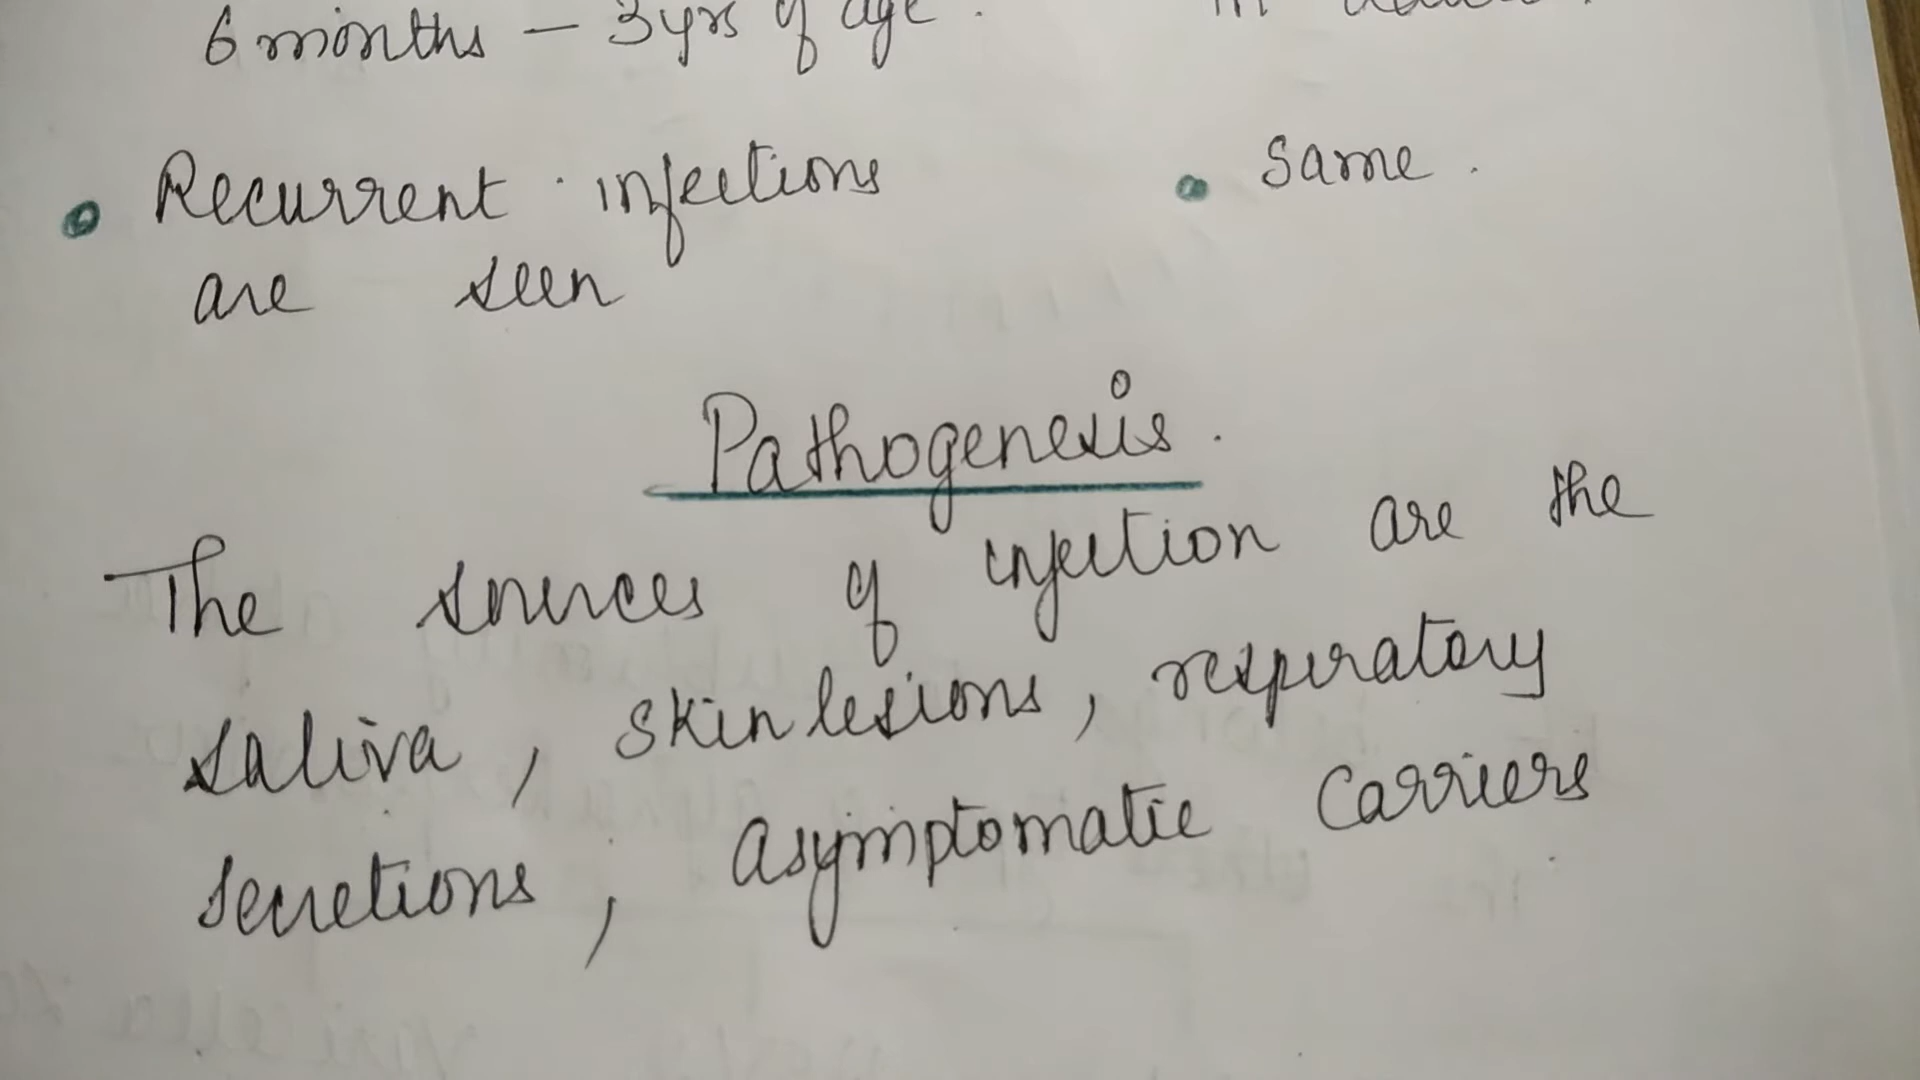 6 months – 3yrs of age.
in
• Recurrent infections
are seen
• Same.
Pathogenesis.
The sources of infection are the
saliva, skin lesions, respiratory
secretions, asymptomatic carriers